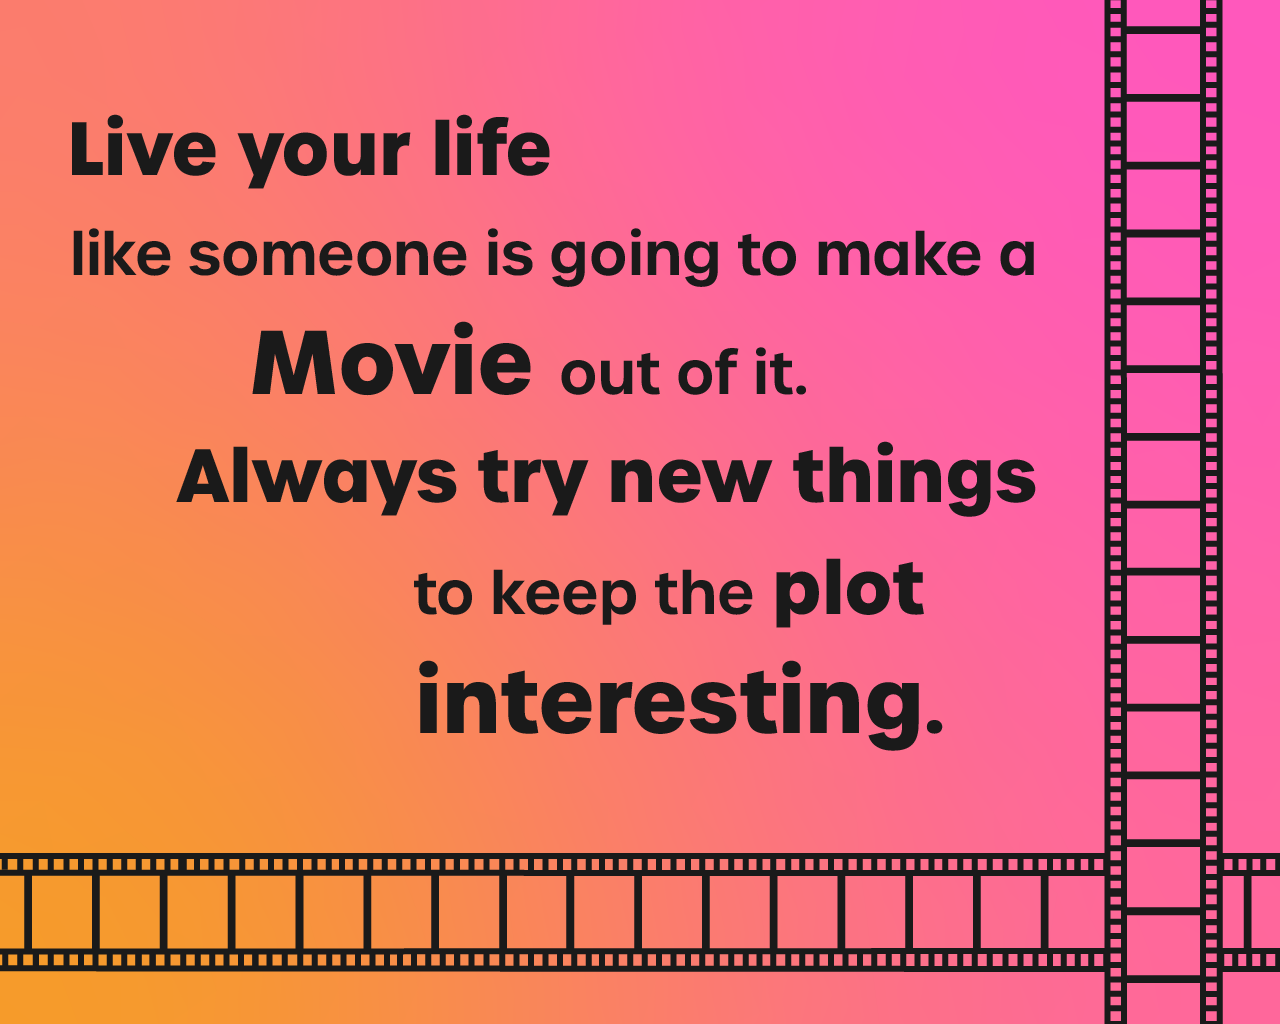 Live your life
like someone is going to make a
Movie out of it.
Always try new things
to keep the plot
interesting.